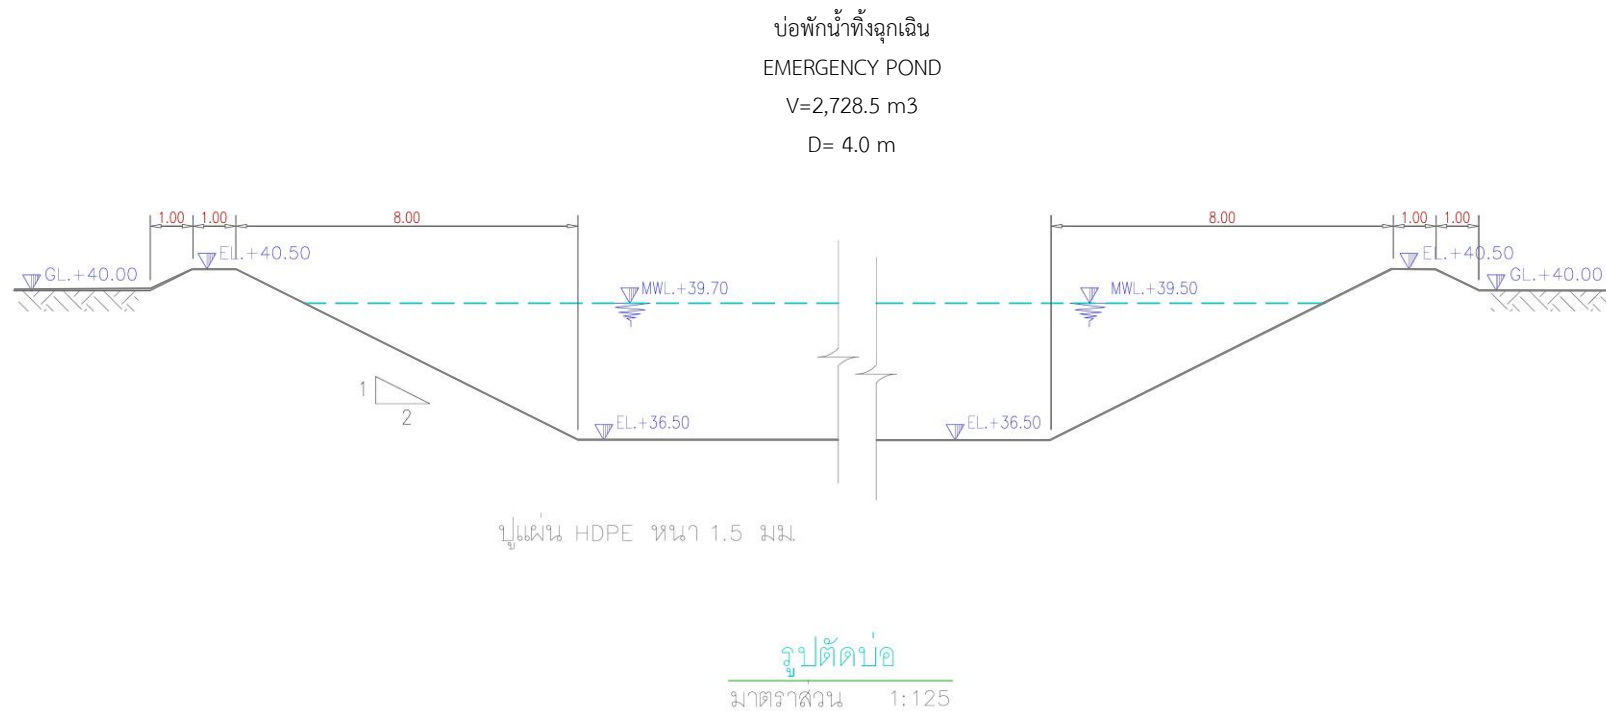 บ่อพักน้ำทิ้งฉุกเฉิน
EMERGENCY POND
V=2,728.5 m3
D= 4.0 m
1.00 1.00 8.00 8.00 1.00 1.00
EL.+40.50 EL.+40.50
GL.+40.00 GL.+40.00
MWL.+39.70 MWL.+39.50
1
2
EL.+36.50 EL.+36.50
ปูแผ่น HDPE หนา 1.5 มม.
รูปตัดบ่อ
มาตราส่วน 1:125